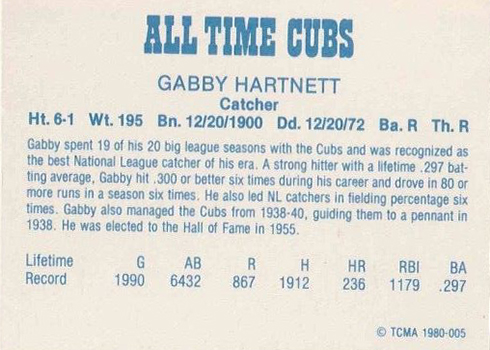 ALL TIME CUBS
GABBY HARTNETT
Catcher
Ht. 6-1 Wt. 195 Bn. 12/20/1900 Dd. 12/20/72 Ba. R Th. R
Gabby spent 19 of his 20 big league seasons with the Cubs and was recognized as
the best National League catcher of his era. A strong hitter with a lifetime .297 bat-
ting average, Gabby hit .300 or better six times during his career and drove in 80 or
more runs in a season six times. He also led NL catchers in fielding percentage six
times. Gabby also managed the Cubs from 1938-40, guiding them to a pennant in
1938. He was elected to the Hall of Fame in 1955.
Lifetime G AB R H HR RBI BA
Record 1990 6432 867 1912 236 1179 .297
© TCMA 1980-005